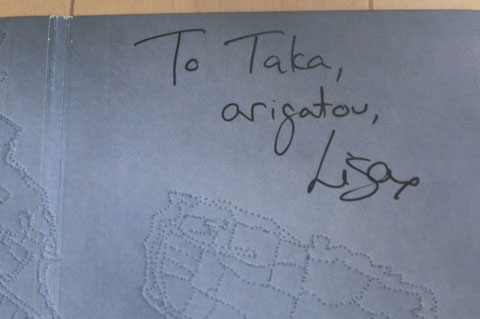 To Taka,
arigatou,
Lisa x